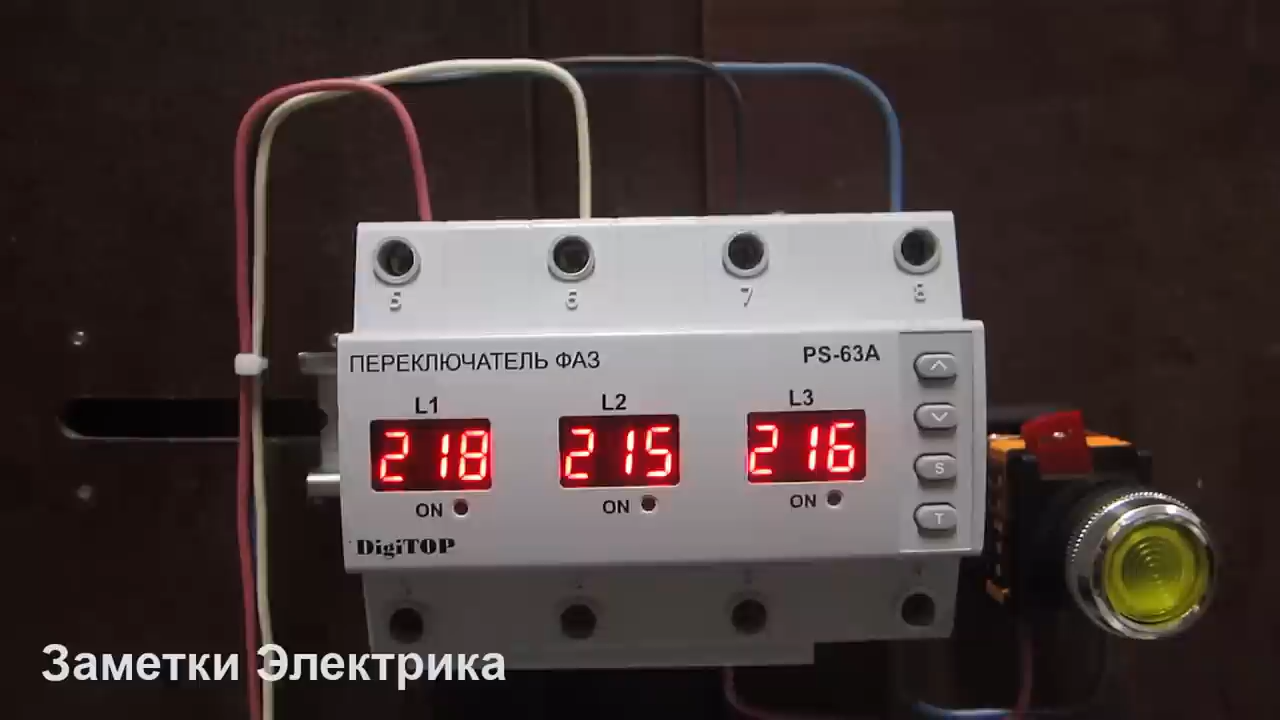 5 6 7 8
ПЕРЕКЛЮЧАТЕЛЬ ФАЗ PS-63A
L1 L2 L3
218 215 216
ON ON ON
S
T
DigiTOP
Заметки Электрика